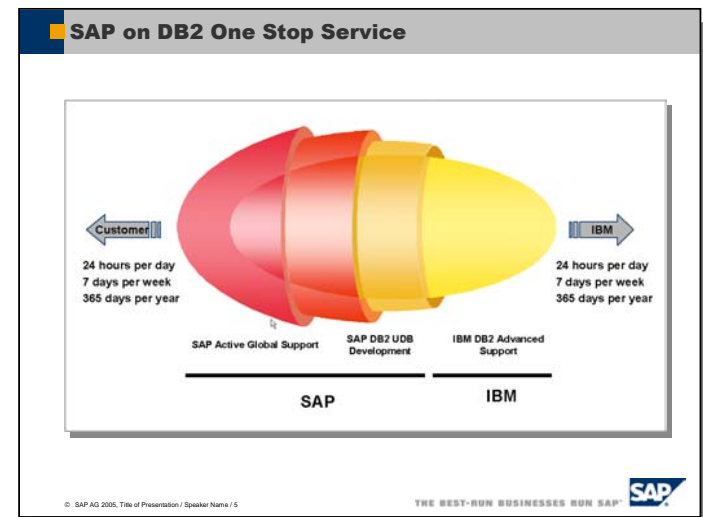 SAP on DB2 One Stop Service
Customer
IBM
24 hours per day
7 days per week
365 days per year
24 hours per day
7 days per week
365 days per year
SAP Active Global Support
SAP DB2 UDB
Development
IBM DB2 Advanced
Support
SAP
IBM
© SAP AG 2005, Title of Presentation / Speaker Name / 5
THE BEST-RUN BUSINESSES RUN SAP™
SAP